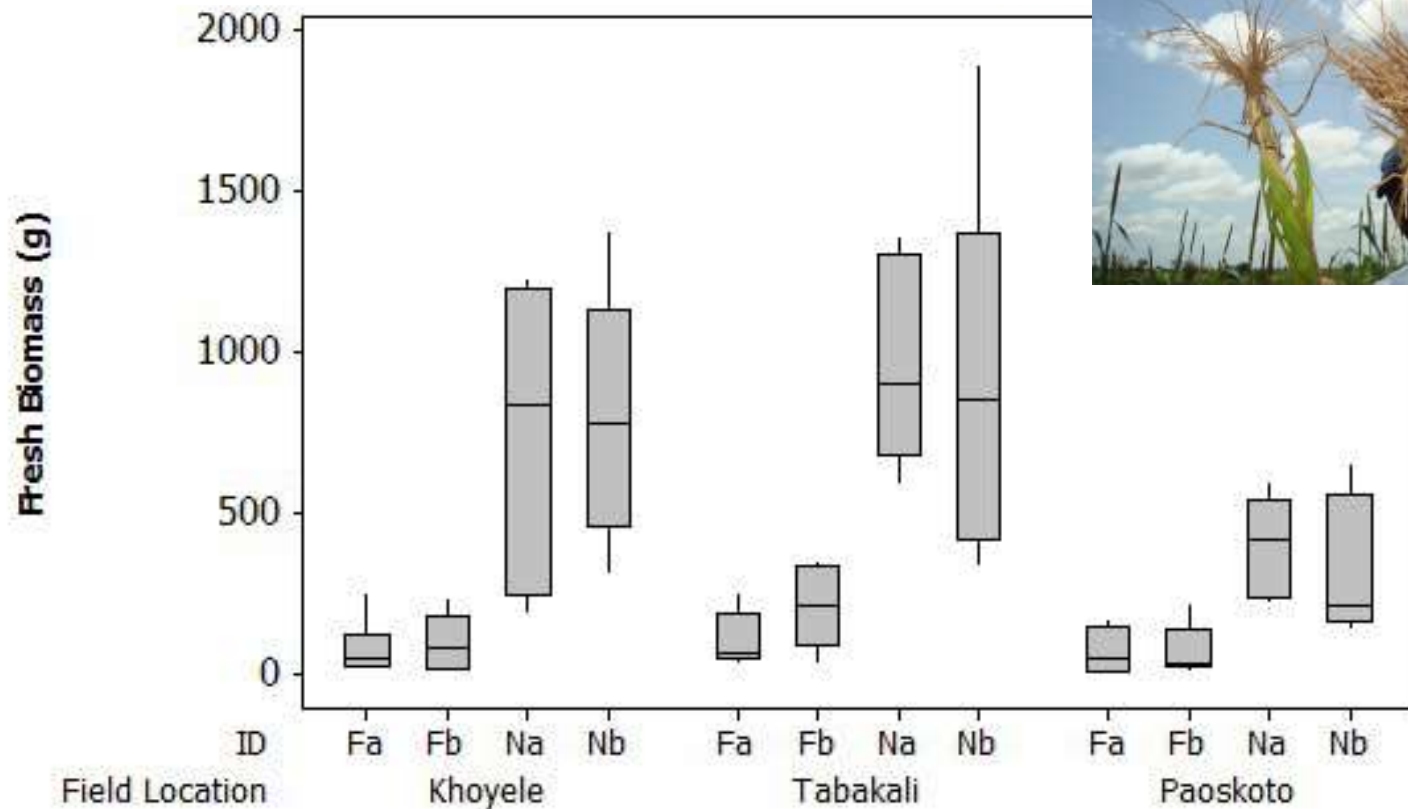 Fresh Biomass (g)
2000
1500
1000
500
0
ID Fa Fb Na Nb Fa Fb Na Nb Fa Fb Na Nb
Field Location Khoyele Tabakali Paoskoto